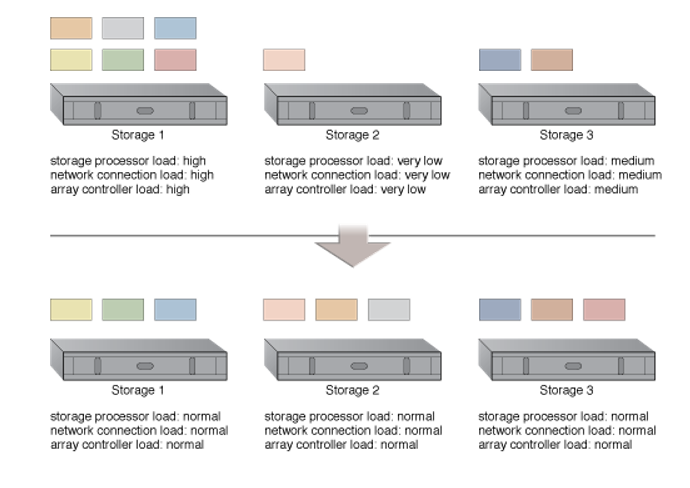 Storage 1
Storage 2
Storage 3
storage processor load: high
network connection load: high
array controller load: high
storage processor load: very low
network connection load: very low
array controller load: very low
storage processor load: medium
network connection load: medium
array controller load: medium
Storage 1
Storage 2
Storage 3
storage processor load: normal
network connection load: normal
array controller load: normal
storage processor load: normal
network connection load: normal
array controller load: normal
storage processor load: normal
network connection load: normal
array controller load: normal